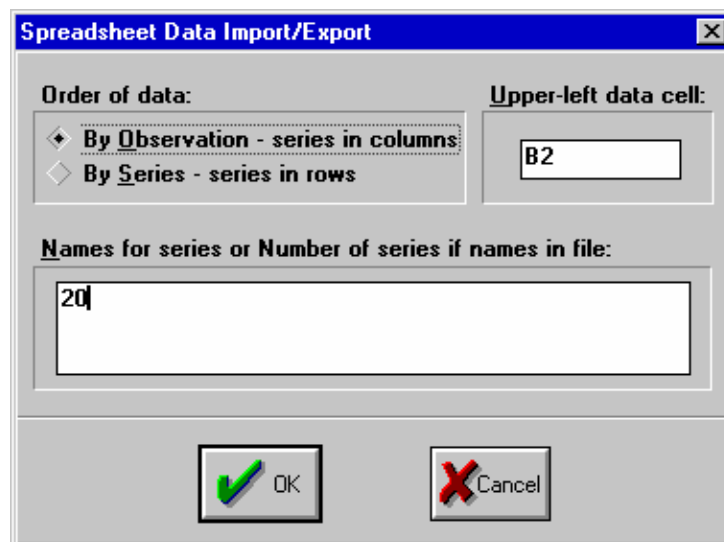 Spreadsheet Data Import/Export
Order of data:
By Observation - series in columns
By Series - series in rows
Upper-left data cell:
B2
Names for series or Number of series if names in file:
20
OK
Cancel